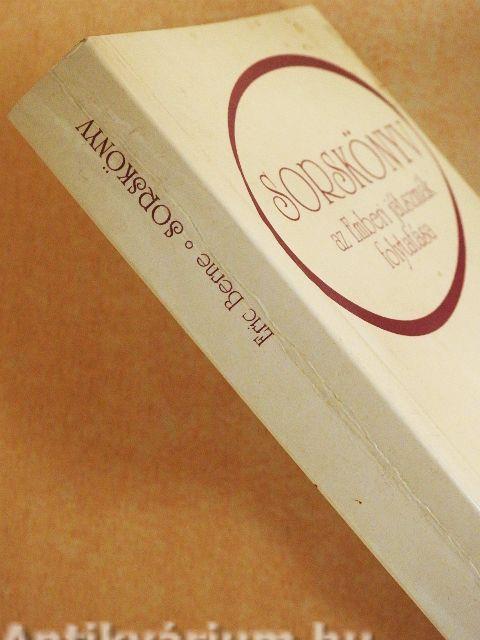 SORSKÖNYV
az Emberi játszmák
folytatása
Eric Berne • SORSKÖNYV
Antikvárium.hu